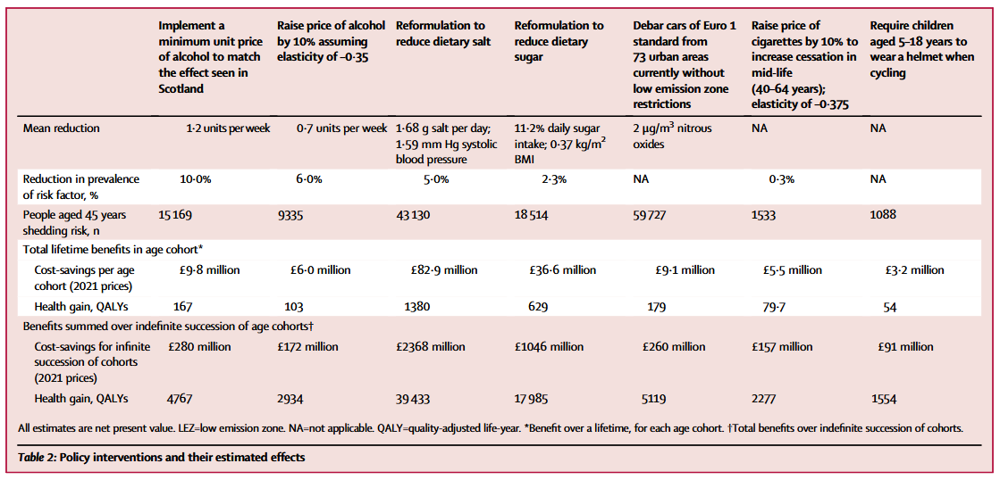 Implement a minimum unit price of alcohol to match the effect seen in Scotland | Raise price of alcohol by 10% assuming elasticity of –0·35 | Reformulation to reduce dietary salt | Reformulation to reduce dietary sugar | Debar cars of Euro 1 standard from 73 urban areas currently without low emission zone restrictions | Raise price of cigarettes by 10% to increase cessation in mid-life (40–64 years); elasticity of –0·375 | Require children aged 5–18 years to wear a helmet when cycling
Mean reduction | 1·2 units per week | 0·7 units per week | 1·68 g salt per day; 1·59 mm Hg systolic blood pressure | 11·2% daily sugar intake; 0·37 kg/m² BMI | 2 µg/m³ nitrous oxides | NA | NA
Reduction in prevalence of risk factor, % | 10·0% | 6·0% | 5·0% | 2·3% | NA | 0·3% | NA
People aged 45 years shedding risk, n | 15 169 | 9335 | 43 130 | 18 514 | 59 727 | 1533 | 1088
Total lifetime benefits in age cohort*
Cost-savings per age cohort (2021 prices) | £9·8 million | £6·0 million | £82·9 million | £36·6 million | £9·1 million | £5·5 million | £3·2 million
Health gain, QALYs | 167 | 103 | 1380 | 629 | 179 | 79·7 | 54
Benefits summed over indefinite succession of age cohorts†
Cost-savings for infinite succession of cohorts (2021 prices) | £280 million | £172 million | £2368 million | £1046 million | £260 million | £157 million | £91 million
Health gain, QALYs | 4767 | 2934 | 39 433 | 17 985 | 5119 | 2277 | 1554
All estimates are net present value. LEZ=low emission zone. NA=not applicable. QALY=quality-adjusted life-year. *Benefit over a lifetime, for each age cohort. †Total benefits over indefinite succession of cohorts.
Table 2: Policy interventions and their estimated effects